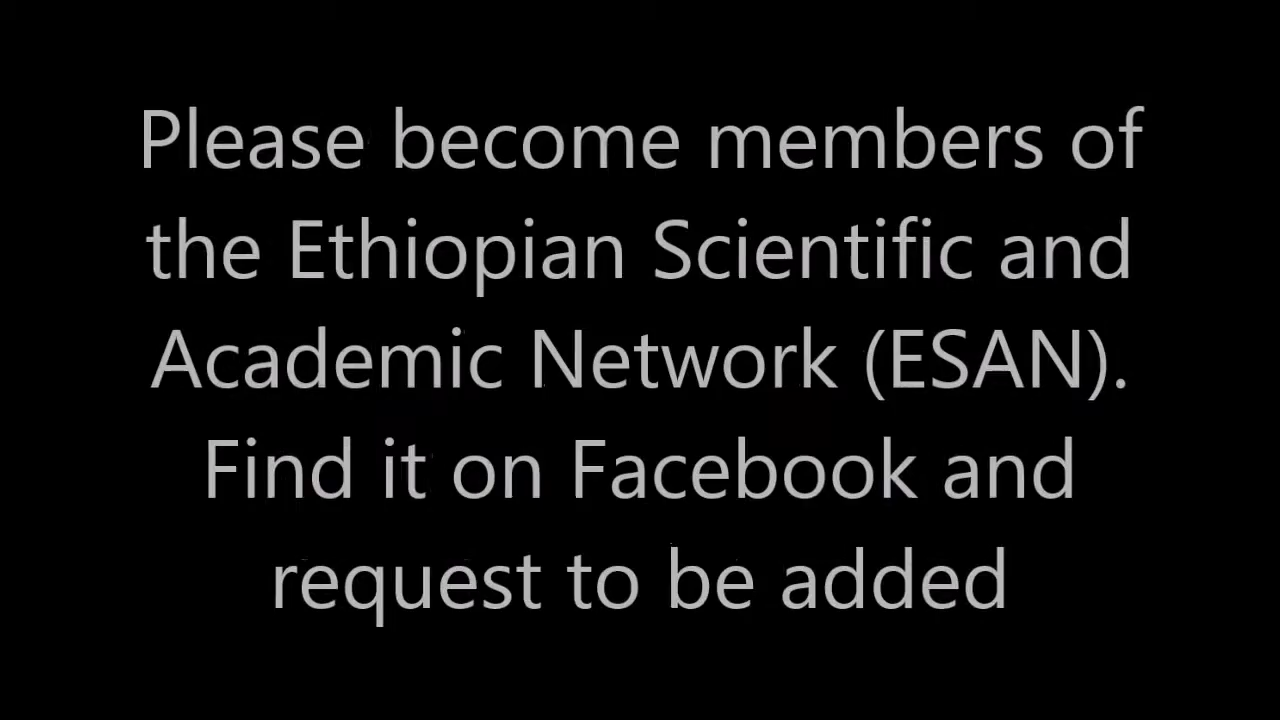 Please become members of
the Ethiopian Scientific and
Academic Network (ESAN).
Find it on Facebook and
request to be added